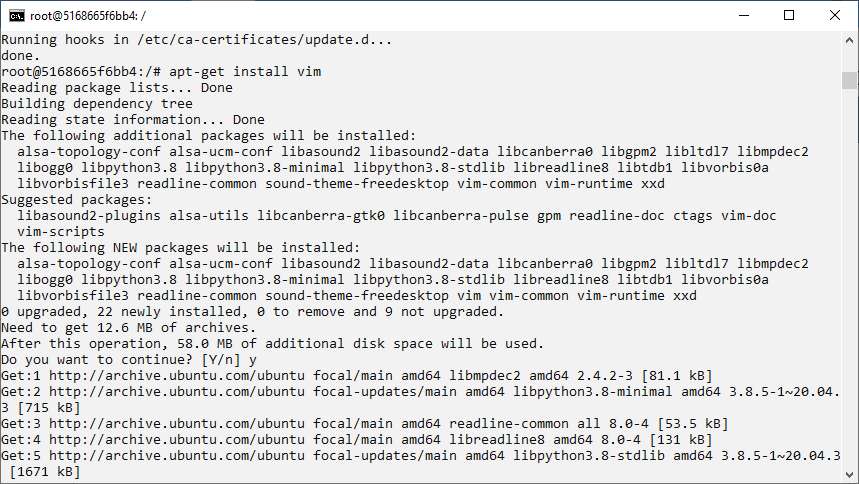 root@5168665f6bb4: /
Running hooks in /etc/ca-certificates/update.d...
done.
root@5168665f6bb4:/# apt-get install vim
Reading package lists... Done
Building dependency tree
Reading state information... Done
The following additional packages will be installed:
  alsa-topology-conf alsa-ucm-conf libasound2 libasound2-data libcanberra0 libgpm2 libltdl7 libmpdec2
  libogg0 libpython3.8 libpython3.8-minimal libpython3.8-stdlib libreadline8 libtdb1 libvorbis0a
  libvorbisfile3 readline-common sound-theme-freedesktop vim-common vim-runtime xxd
Suggested packages:
  libasound2-plugins alsa-utils libcanberra-gtk0 libcanberra-pulse gpm readline-doc ctags vim-doc
  vim-scripts
The following NEW packages will be installed:
  alsa-topology-conf alsa-ucm-conf libasound2 libasound2-data libcanberra0 libgpm2 libltdl7 libmpdec2
  libogg0 libpython3.8 libpython3.8-minimal libpython3.8-stdlib libreadline8 libtdb1 libvorbis0a
  libvorbisfile3 readline-common sound-theme-freedesktop vim vim-common vim-runtime xxd
0 upgraded, 22 newly installed, 0 to remove and 9 not upgraded.
Need to get 12.6 MB of archives.
After this operation, 58.0 MB of additional disk space will be used.
Do you want to continue? [Y/n] y
Get:1 http://archive.ubuntu.com/ubuntu focal/main amd64 libmpdec2 amd64 2.4.2-3 [81.1 kB]
Get:2 http://archive.ubuntu.com/ubuntu focal-updates/main amd64 libpython3.8-minimal amd64 3.8.5-1~20.04.
3 [715 kB]
Get:3 http://archive.ubuntu.com/ubuntu focal/main amd64 readline-common all 8.0-4 [53.5 kB]
Get:4 http://archive.ubuntu.com/ubuntu focal/main amd64 libreadline8 amd64 8.0-4 [131 kB]
Get:5 http://archive.ubuntu.com/ubuntu focal-updates/main amd64 libpython3.8-stdlib amd64 3.8.5-1~20.04.3
 [1671 kB]